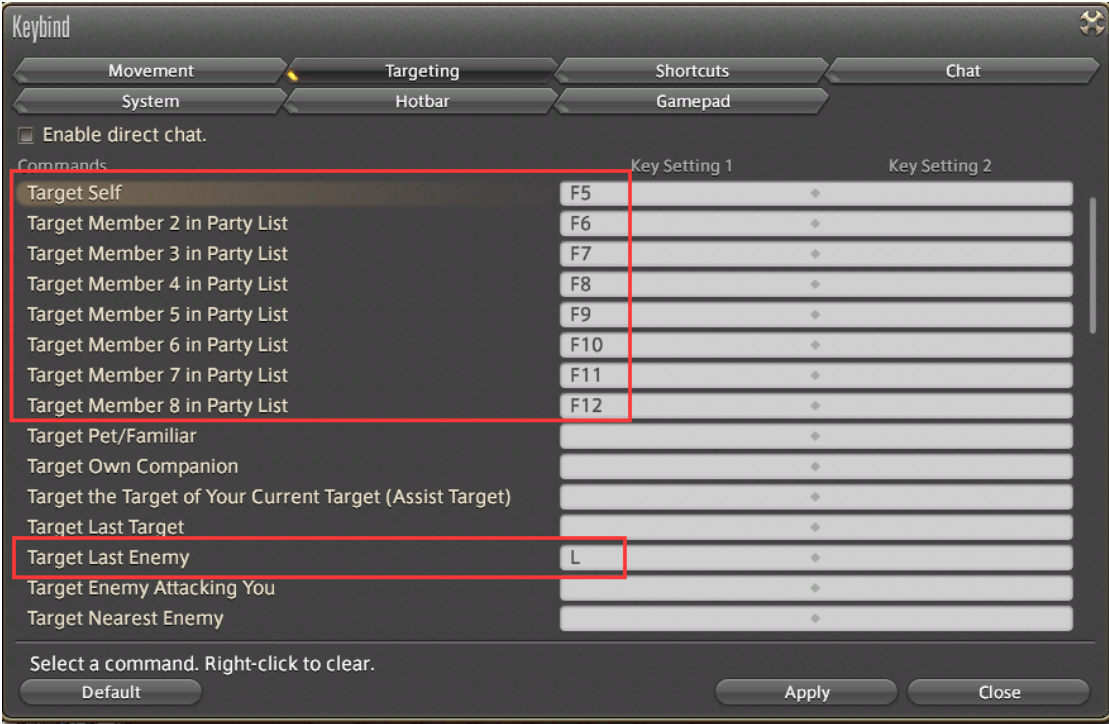 Keybind
Movement Targeting Shortcuts Chat
System Hotbar Gamepad
Enable direct chat.
Commands Key Setting 1 Key Setting 2
Target Self F5
Target Member 2 in Party List F6
Target Member 3 in Party List F7
Target Member 4 in Party List F8
Target Member 5 in Party List F9
Target Member 6 in Party List F10
Target Member 7 in Party List F11
Target Member 8 in Party List F12
Target Pet/Familiar
Target Own Companion
Target the Target of Your Current Target (Assist Target)
Target Last Target
Target Last Enemy L
Target Enemy Attacking You
Target Nearest Enemy
Select a command. Right-click to clear.
Default Apply Close